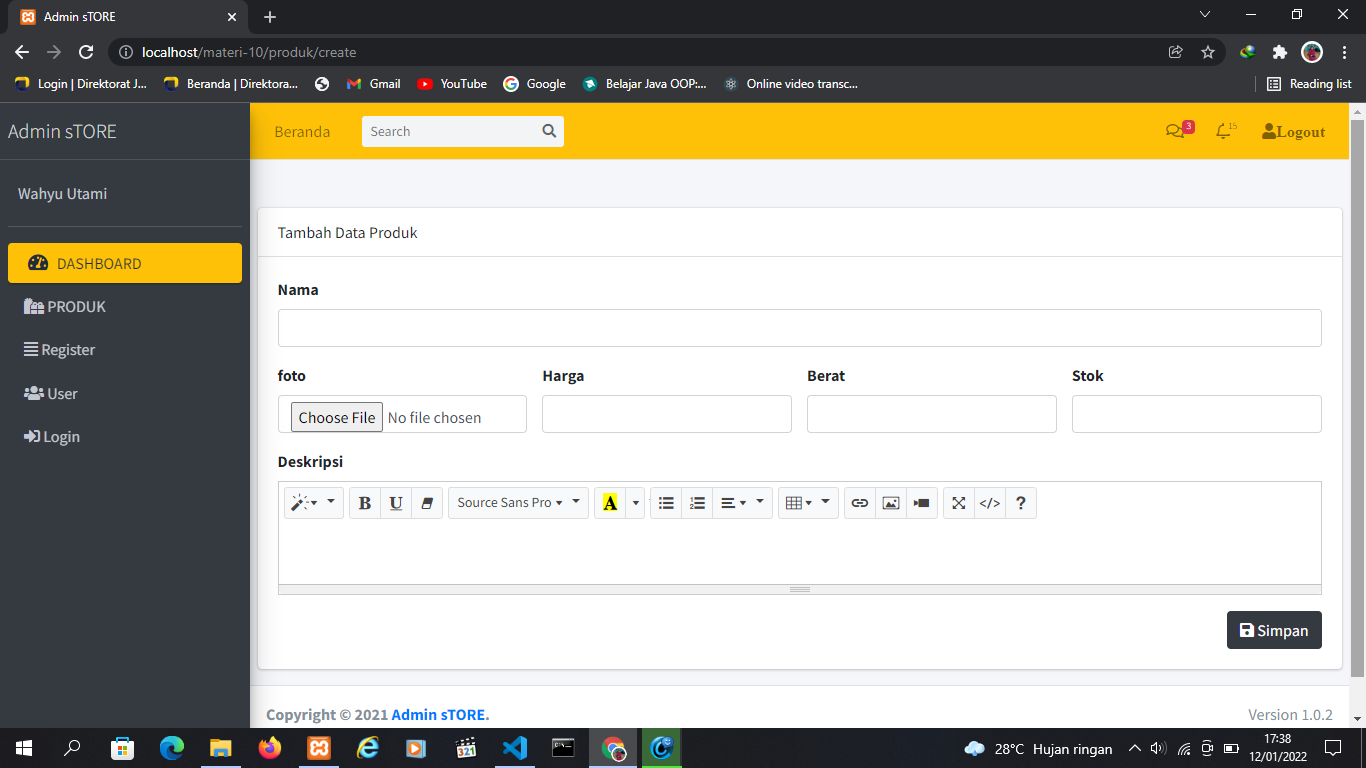 Admin sTORE
localhost/materi-10/produk/create
Login | Direktorat J... Beranda | Direktora... Gmail YouTube Google Belajar Java OOP:... Online video transc... Reading list
Admin sTORE
Beranda Search 3 15 Logout
Wahyu Utami
DASHBOARD
PRODUK
Register
User
Login
Tambah Data Produk
Nama
foto Harga Berat Stok
Choose File No file chosen
Deskripsi
B U Source Sans Pro A </> ?
Simpan
Copyright © 2021 Admin sTORE. Version 1.0.2
321
28°C Hujan ringan 17:38
12/01/2022